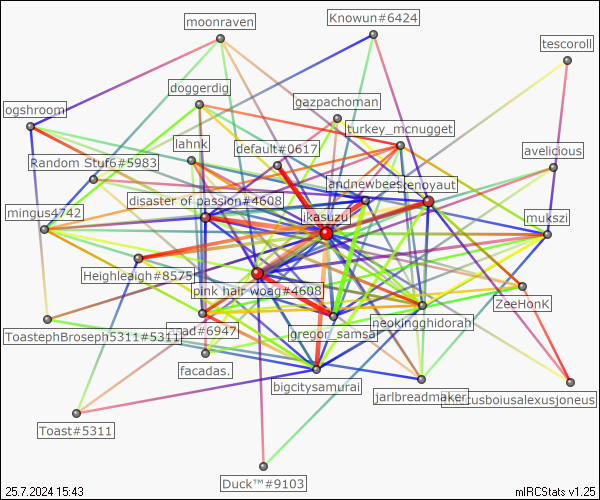 moonraven
Knowun#6424
tescoroll
doggerdig
gazpachoman
ogshroom
turkey_mcnugget
lahnk
default#0617
avelicious
Random Stuf6#5983
andnewbees
renoyaut
disaster of passion#4608
mingus4742
ikasuzu
mukszi
Heighleaigh#8575
pink hair woag#4608
ZeeHonK
neokingghidorah
gregor_samsa
ToastephBroseph5311#5311
#6947
facadas.
bigcitysamurai
jarlbreadmaker
Toast#5311
Duck™#9103
25.7.2024 15:43
mIRCStats v1.25